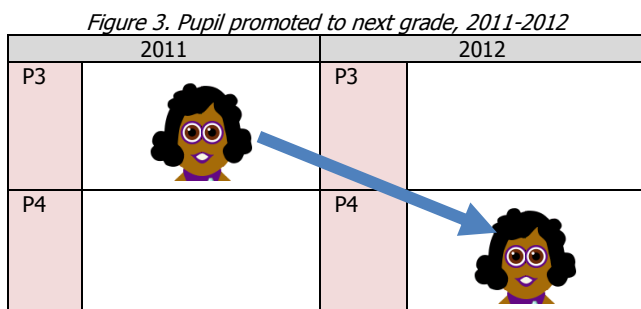 Figure 3. Pupil promoted to next grade, 2011-2012
2011 2012
P3 P3
P4 P4